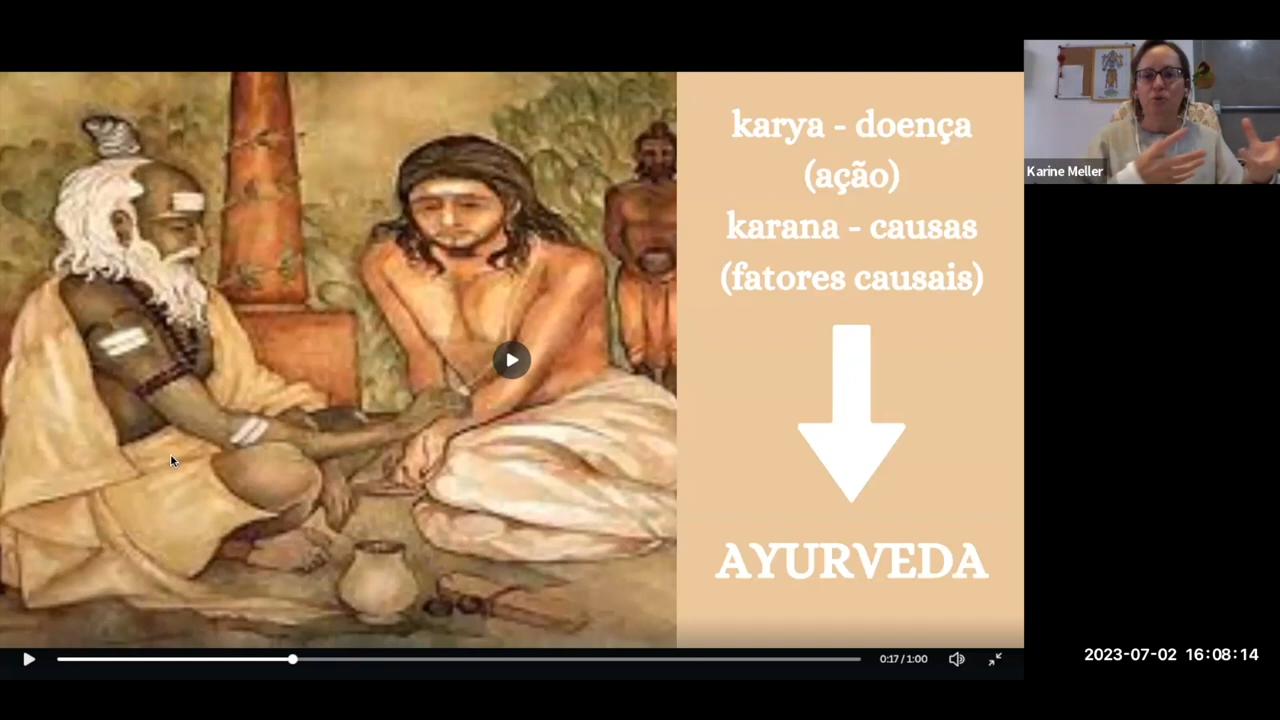 karya - doença
(ação)
karana - causas
(fatores causais)
AYURVEDA
Karine Meller
0:17 / 1:00
2023-07-02 16:08:14